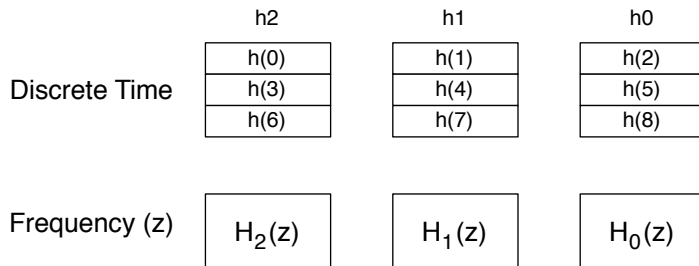 h2 h1 h0
Discrete Time
h(0) h(1) h(2)
h(3) h(4) h(5)
h(6) h(7) h(8)
Frequency (z)
H₂(z) H₁(z) H₀(z)